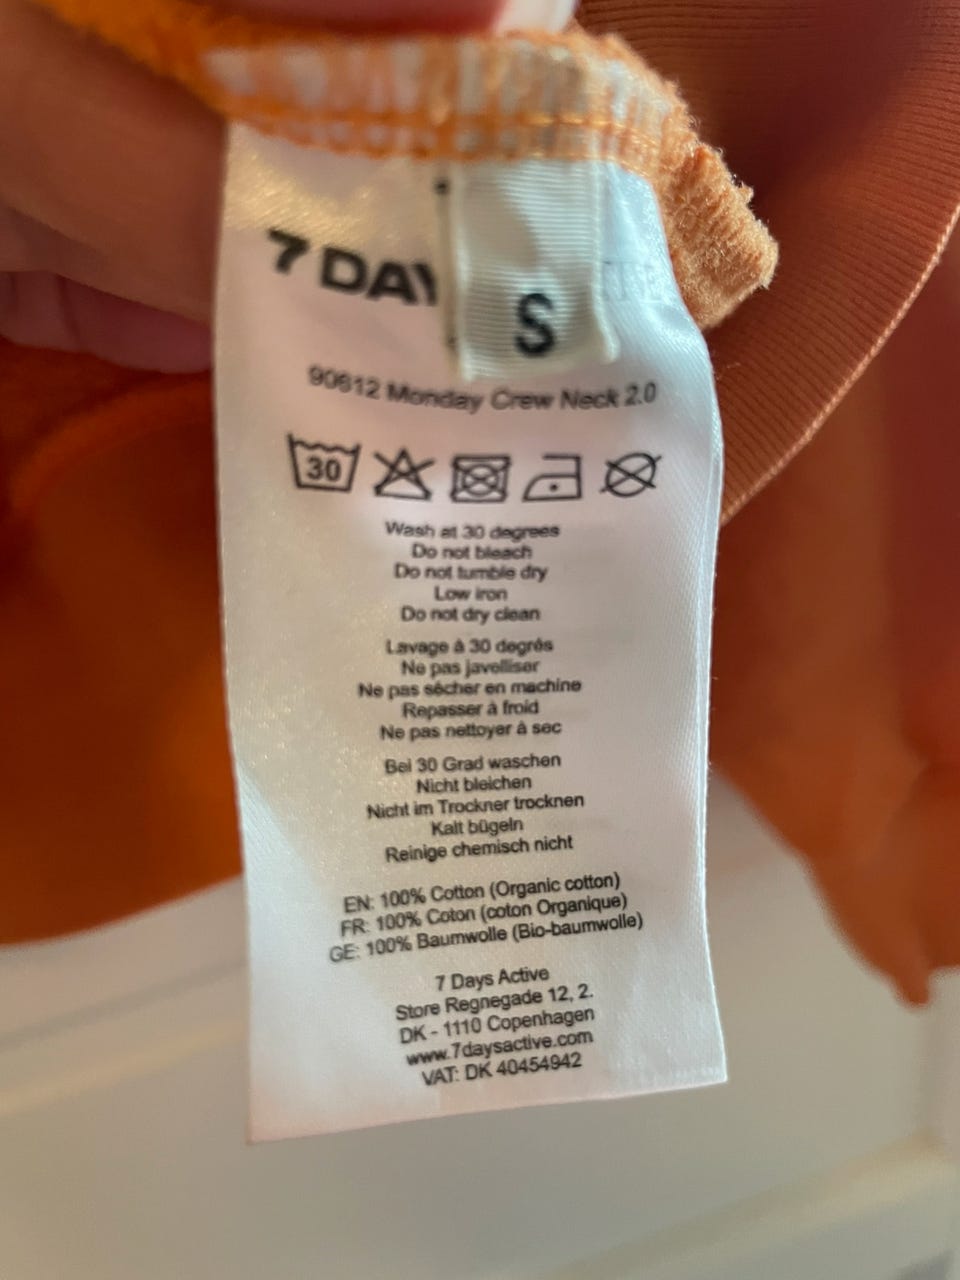 7 DAY
S
90612 Monday Crew Neck 2.0
30
Wash at 30 degrees
Do not bleach
Do not tumble dry
Low iron
Do not dry clean
Lavage à 30 degrés
Ne pas javelliser
Ne pas sécher en machine
Repasser à froid
Ne pas nettoyer à sec
Bei 30 Grad waschen
Nicht bleichen
Nicht im Trockner trocknen
Kalt bügeln
Reinige chemisch nicht
EN: 100% Cotton (Organic cotton)
FR: 100% Coton (coton Organique)
GE: 100% Baumwolle (Bio-baumwolle)
7 Days Active
Store Regnegade 12, 2.
DK - 1110 Copenhagen
www.7daysactive.com
VAT: DK 40454942